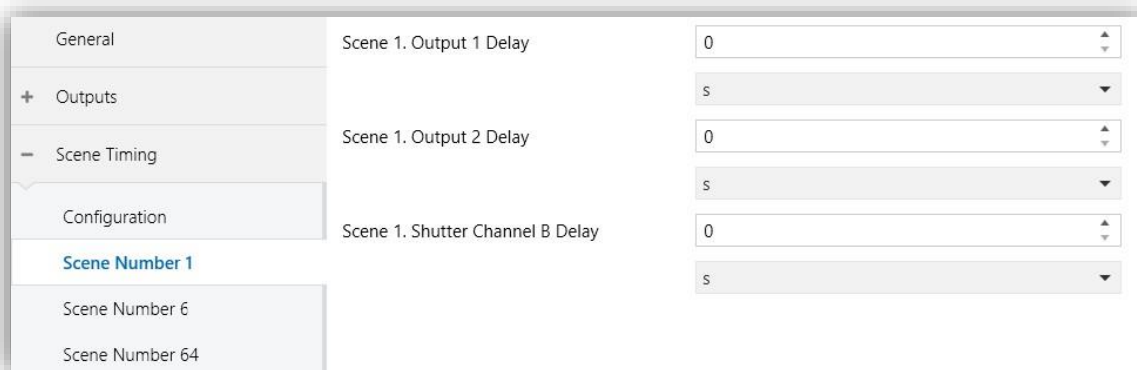 General
+ Outputs
− Scene Timing
Configuration
Scene Number 1
Scene Number 6
Scene Number 64
Scene 1. Output 1 Delay
0
s
Scene 1. Output 2 Delay
0
s
Scene 1. Shutter Channel B Delay
0
s